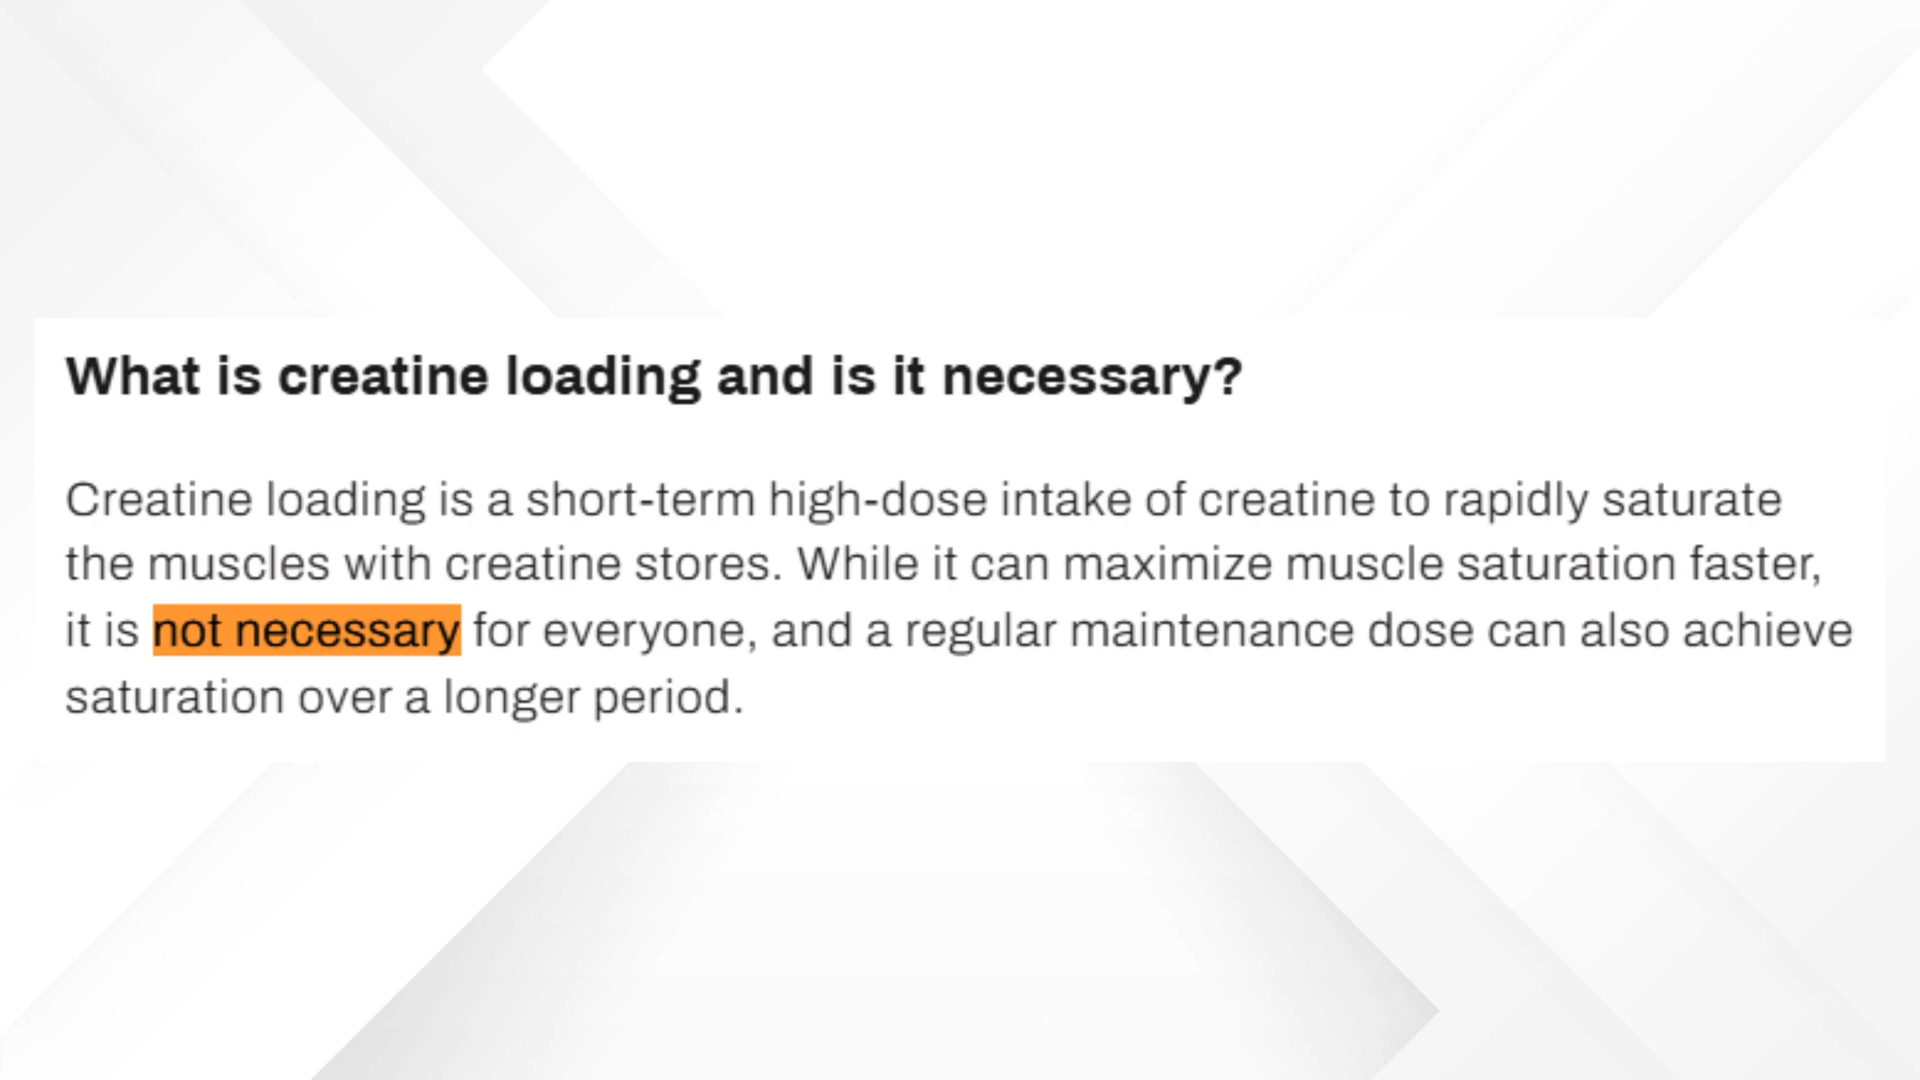 What is creatine loading and is it necessary?
Creatine loading is a short-term high-dose intake of creatine to rapidly saturate
the muscles with creatine stores. While it can maximize muscle saturation faster,
it is not necessary for everyone, and a regular maintenance dose can also achieve
saturation over a longer period.